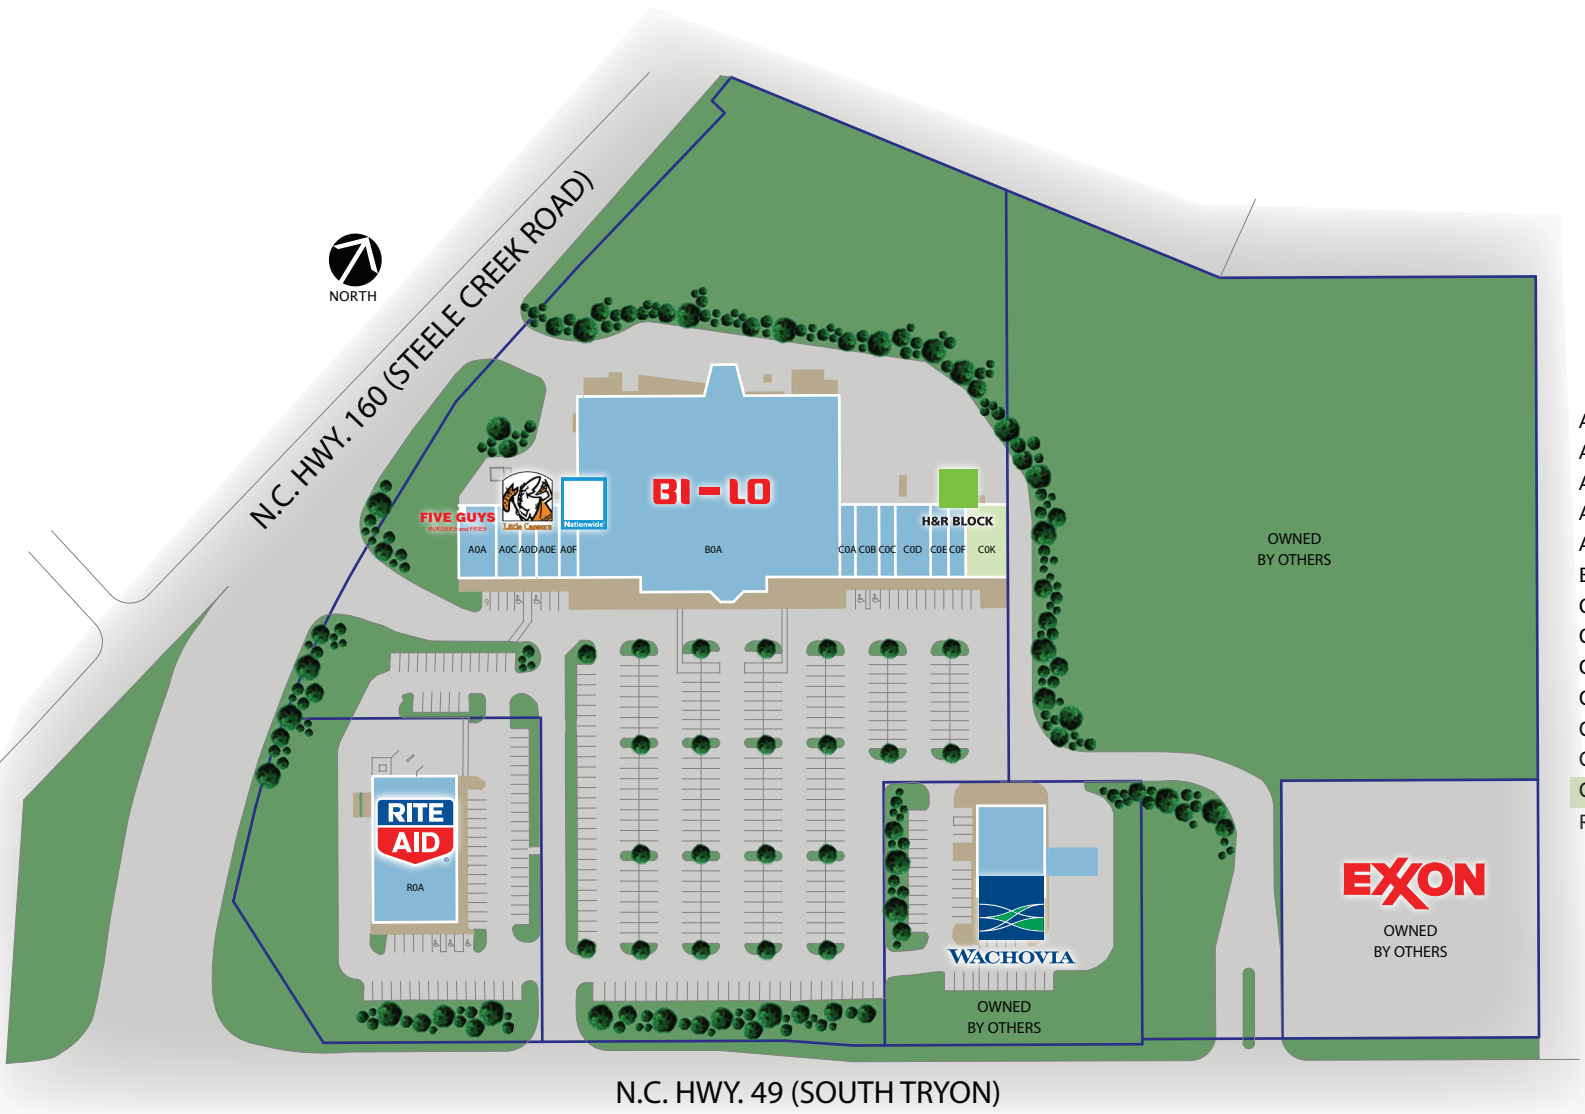 N.C. HWY. 160 (STEELE CREEK ROAD)
NORTH
FIVE GUYS
BURGERS and FRIES
Little Caesars
Nationwide
BI-LO
H&R BLOCK
A0A A0C A0D A0E A0F B0A C0A C0B C0C C0D C0E C0F C0K
OWNED
BY OTHERS
RITE
AID
R0A
EXXON
OWNED
BY OTHERS
WACHOVIA
OWNED
BY OTHERS
N.C. HWY. 49 (SOUTH TRYON)